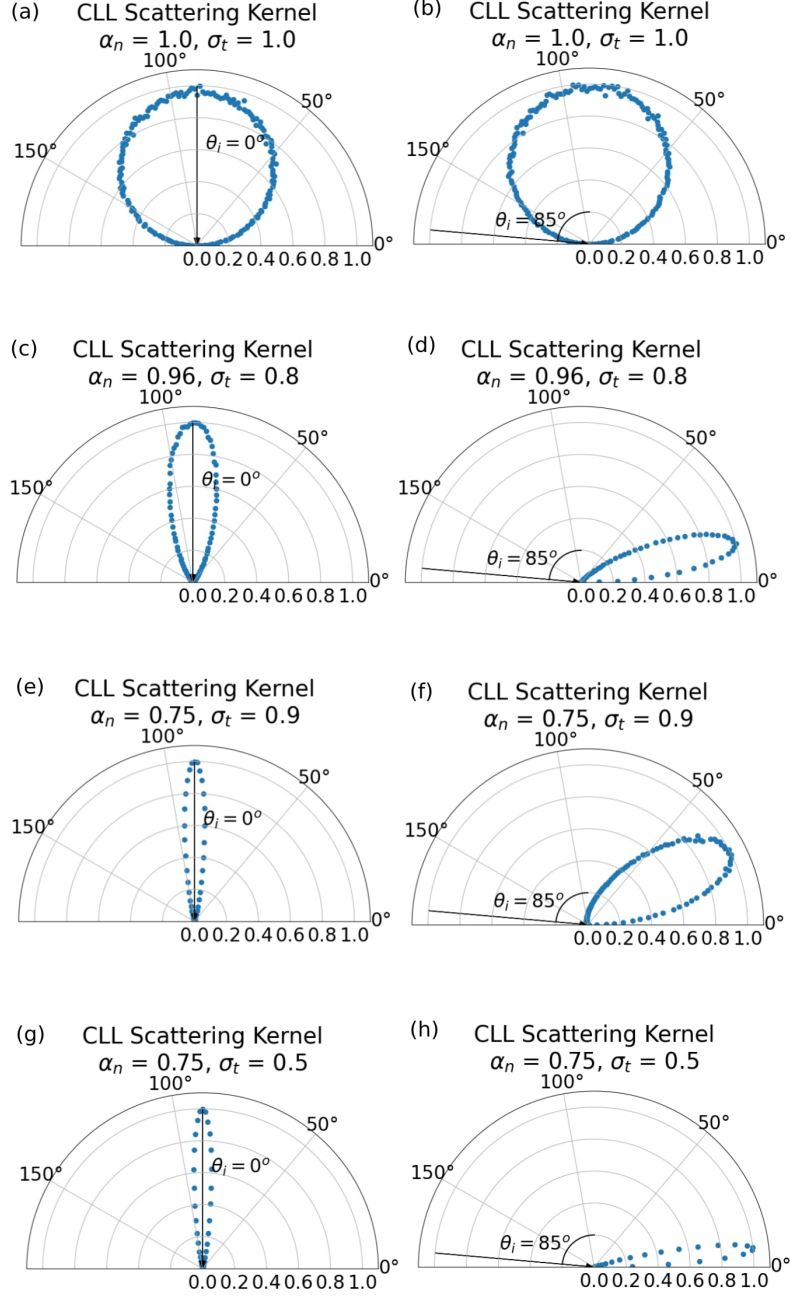 (a)
CLL Scattering Kernel
αn = 1.0, σt = 1.0
100°
50°
150°
θi = 0°
0°
0.0 0.2 0.4 0.6 0.8 1.0
(b)
CLL Scattering Kernel
αn = 1.0, σt = 1.0
100°
50°
150°
θi = 85°
0°
0.0 0.2 0.4 0.6 0.8 1.0
(c)
CLL Scattering Kernel
αn = 0.96, σt = 0.8
100°
50°
150°
θi = 0°
0°
0.0 0.2 0.4 0.6 0.8 1.0
(d)
CLL Scattering Kernel
αn = 0.96, σt = 0.8
100°
50°
150°
θi = 85°
0°
0.0 0.2 0.4 0.6 0.8 1.0
(e)
CLL Scattering Kernel
αn = 0.75, σt = 0.9
100°
50°
150°
θi = 0°
0°
0.0 0.2 0.4 0.6 0.8 1.0
(f)
CLL Scattering Kernel
αn = 0.75, σt = 0.9
100°
50°
150°
θi = 85°
0°
0.0 0.2 0.4 0.6 0.8 1.0
(g)
CLL Scattering Kernel
αn = 0.75, σt = 0.5
100°
50°
150°
θi = 0°
0°
0.0 0.2 0.4 0.6 0.8 1.0
(h)
CLL Scattering Kernel
αn = 0.75, σt = 0.5
100°
50°
150°
θi = 85°
0°
0.0 0.2 0.4 0.6 0.8 1.0